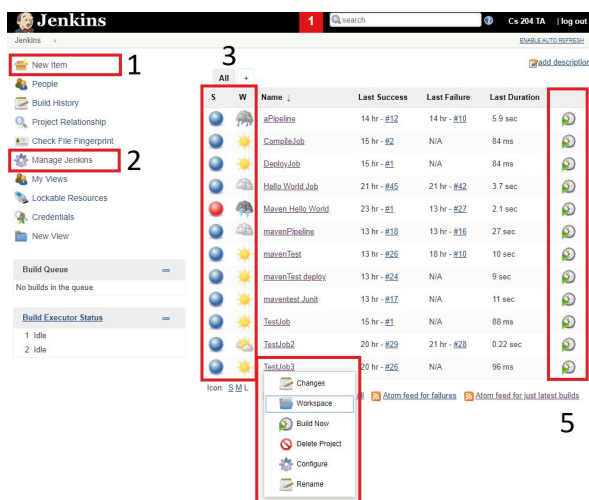 Jenkins 1 search ? Cs 204 TA | log out
Jenkins ENABLE AUTO REFRESH
New Item 1
People
Build History
Project Relationship
Check File Fingerprint
Manage Jenkins 2
My Views
Lockable Resources
Credentials
New View
Build Queue
No builds in the queue.
Build Executor Status
1 Idle
2 Idle
3
add description
All +
S W Name ↓ Last Success Last Failure Last Duration
aPipeline 14 hr - #12 14 hr - #10 5.9 sec
CompileJob 15 hr - #2 N/A 84 ms
DeployJob 15 hr - #1 N/A 84 ms
Hello World Job 21 hr - #45 21 hr - #42 3.7 sec
Maven Hello World 23 hr - #1 13 hr - #27 2.1 sec
mavenPipeline 13 hr - #18 13 hr - #16 27 sec
mavenTest 13 hr - #26 18 hr - #10 10 sec
mavenTest deploy 13 hr - #24 N/A 9 sec
maventest Junit 13 hr - #17 N/A 11 sec
TestJob 15 hr - #1 N/A 88 ms
TestJob2 20 hr - #29 21 hr - #28 0.22 sec
TestJob3 20 hr - #26 N/A 96 ms
Icon: S M L
Atom feed for failures Atom feed for just latest builds
Changes
Workspace
Build Now
Delete Project
Configure
Rename
5